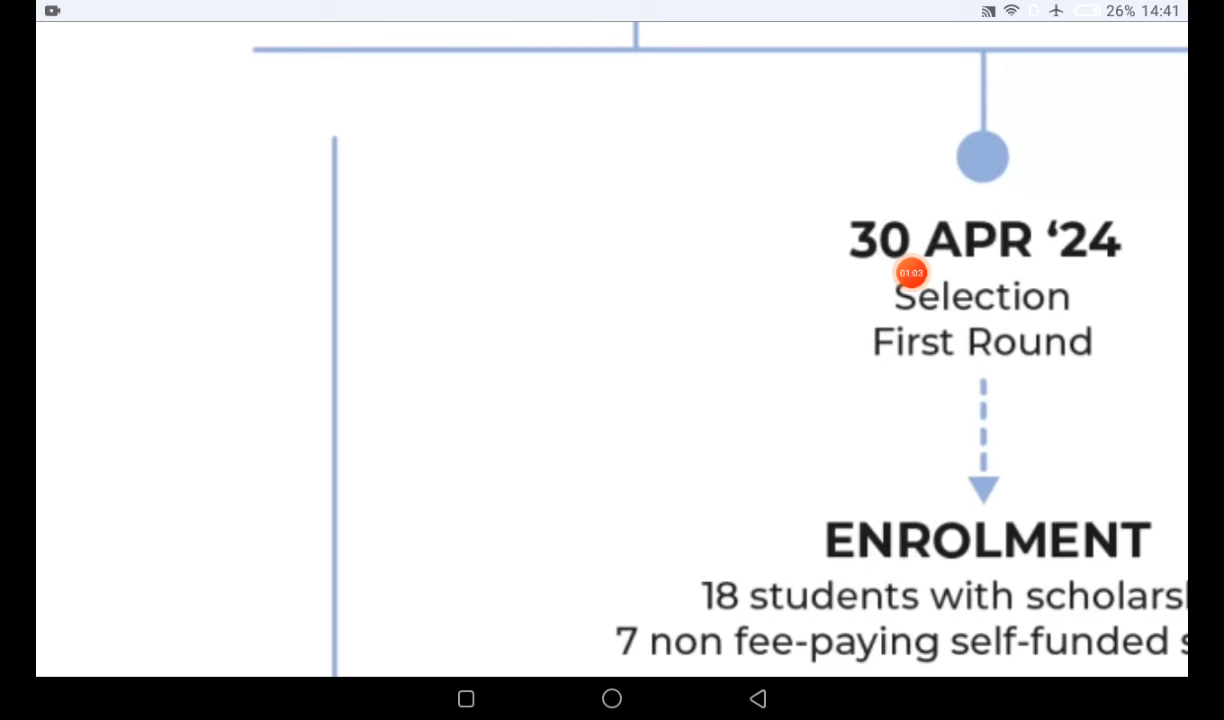 26% 14:41
30 APR ‘24
01:03
Selection
First Round
ENROLMENT
18 students with
7 non fee-paying self-funded